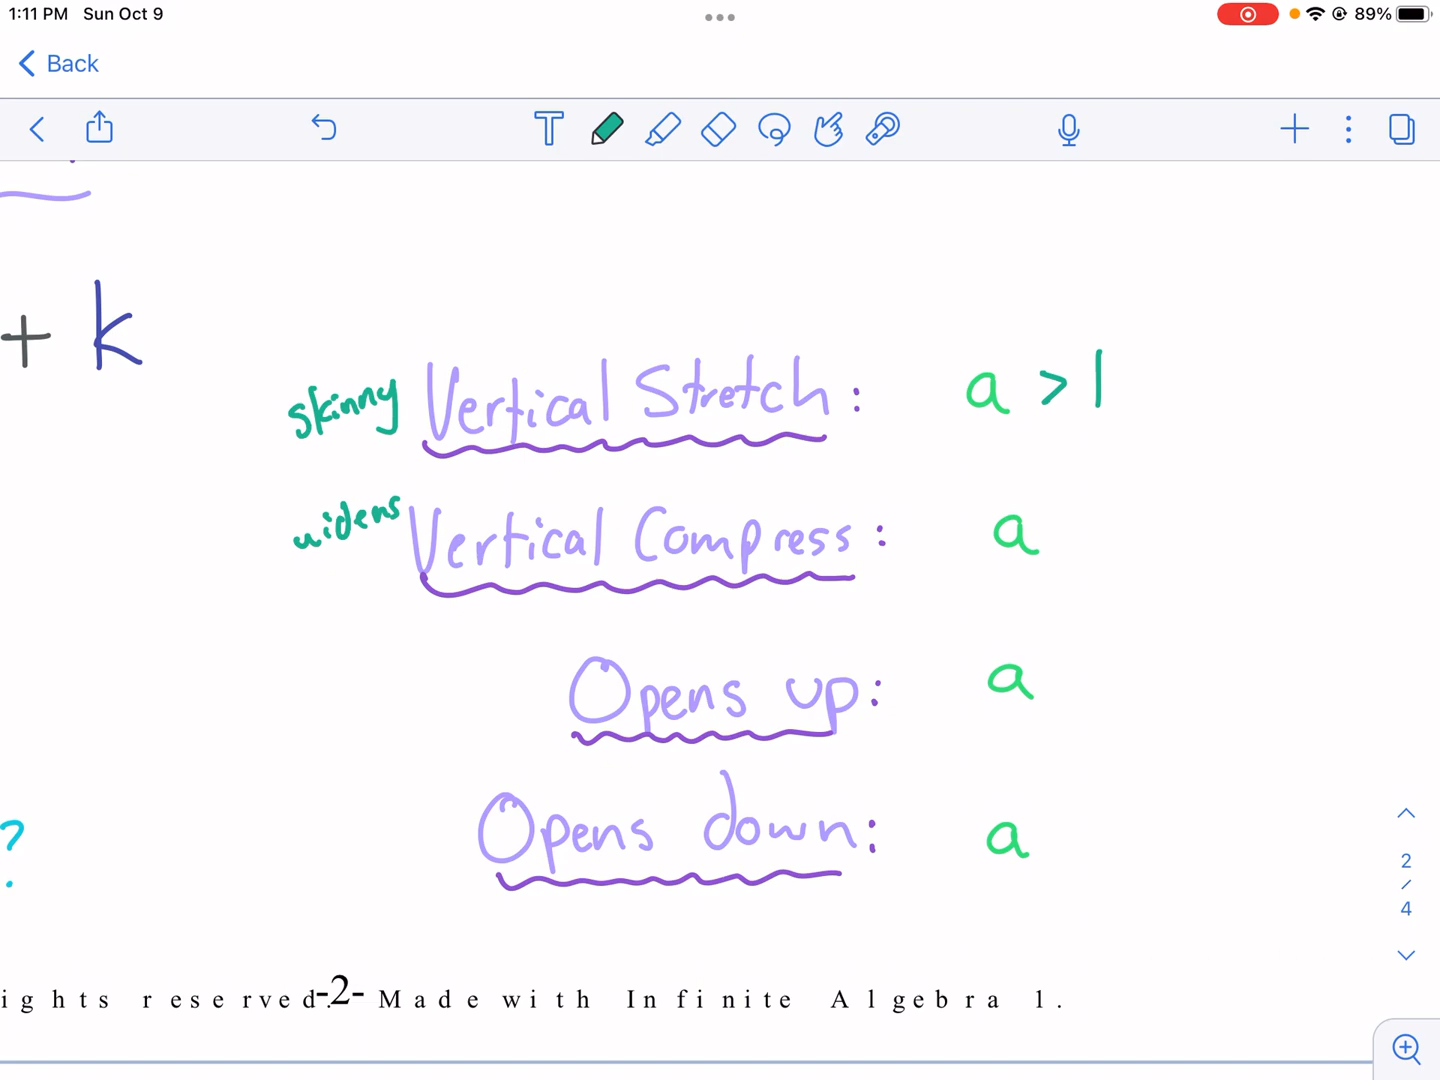 1:11 PM Sun Oct 9
89%
Back
+ k
skinny Vertical Stretch: a > 1
widens Vertical Compress: a
Opens up: a
Opens down: a
?
2
/
4
ights reserved. -2- Made with Infinite Algebra 1.